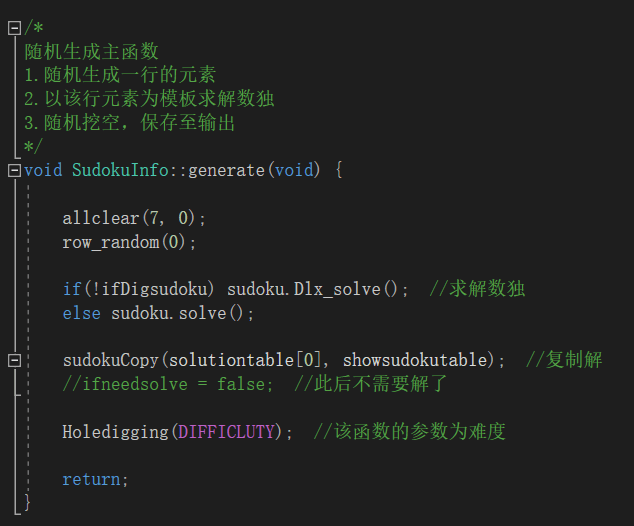 /*
随机生成主函数
1.随机生成一行的元素
2.以该行元素为模板求解数独
3.随机挖空，保存至输出
*/
void SudokuInfo::generate(void) {
allclear(7, 0);
row_random(0);
if(!ifDigsudoku) sudoku.Dlx_solve(); //求解数独
else sudoku.solve();
sudokuCopy(solutiontable[0], showsudokutable); //复制解
//ifneedsolve = false; //此后不需要解了
Holedigging(DIFFICLUTY); //该函数的参数为难度
return;
}